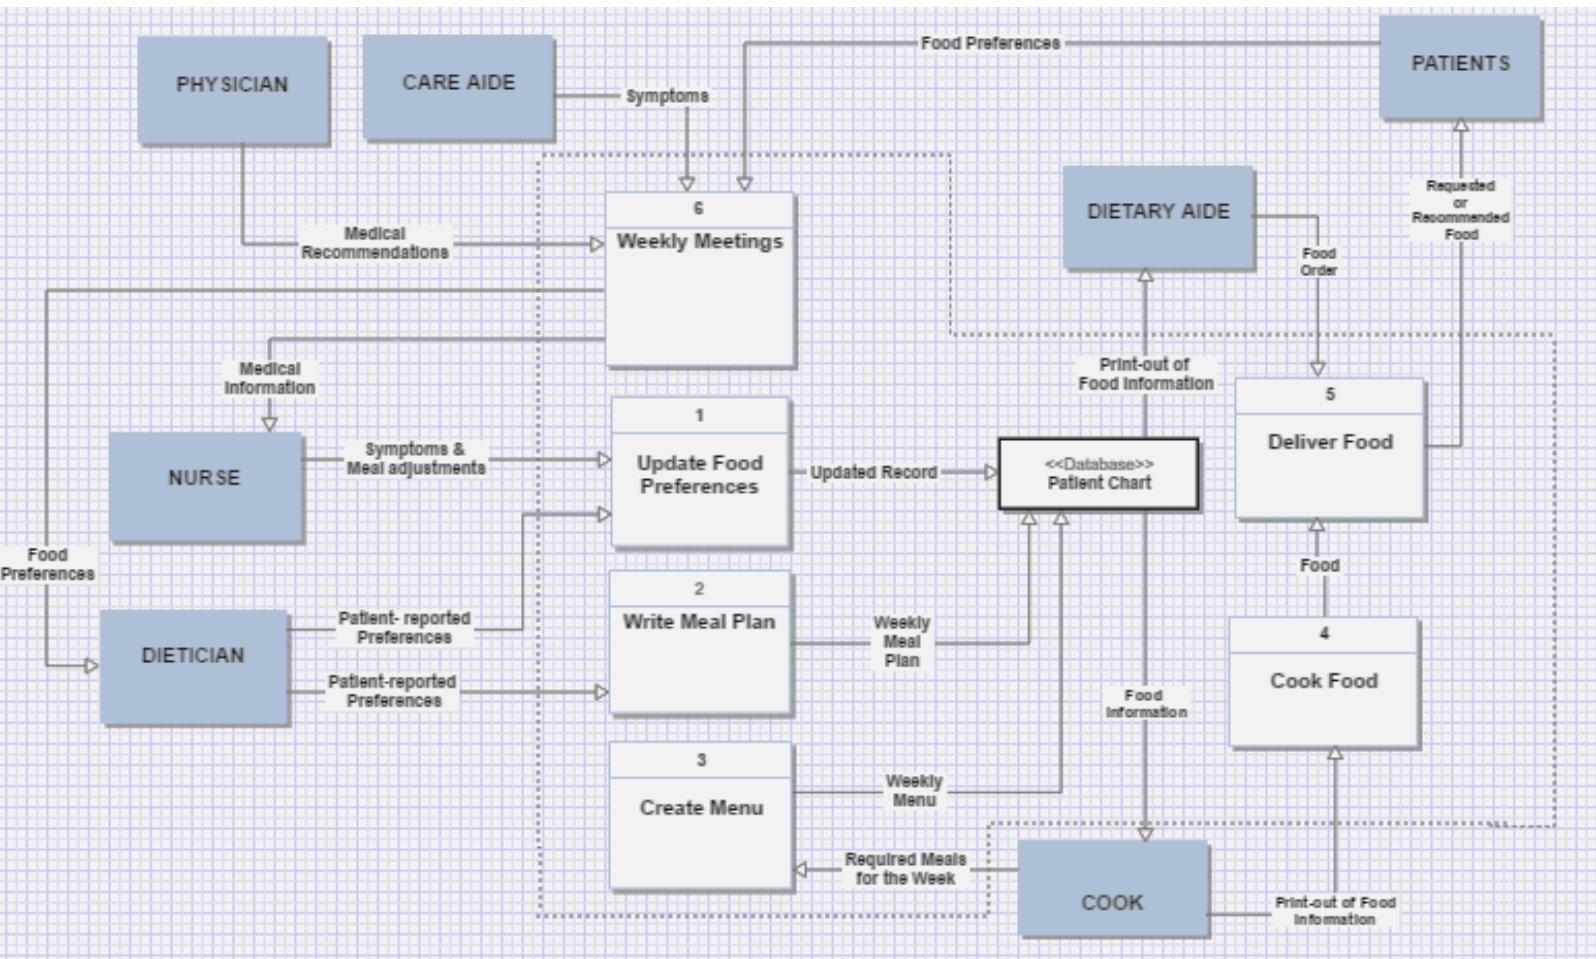 PHYSICIAN
CARE AIDE
Symptoms
Food Preferences
PATIENTS
Medical
Recommendations
6
Weekly Meetings
DIETARY AIDE
Food
Order
Requested
or
Recommended
Food
Medical
Information
Print-out of
Food Information
5
Deliver Food
NURSE
Symptoms &
Meal adjustments
1
Update Food
Preferences
Updated Record
<<Database>>
Patient Chart
Food
Preferences
Food
DIETICIAN
Patient- reported
Preferences
Patient-reported
Preferences
2
Write Meal Plan
Weekly
Meal
Plan
Food
Information
4
Cook Food
3
Create Menu
Weekly
Menu
Required Meals
for the Week
COOK
Print-out of Food
Information